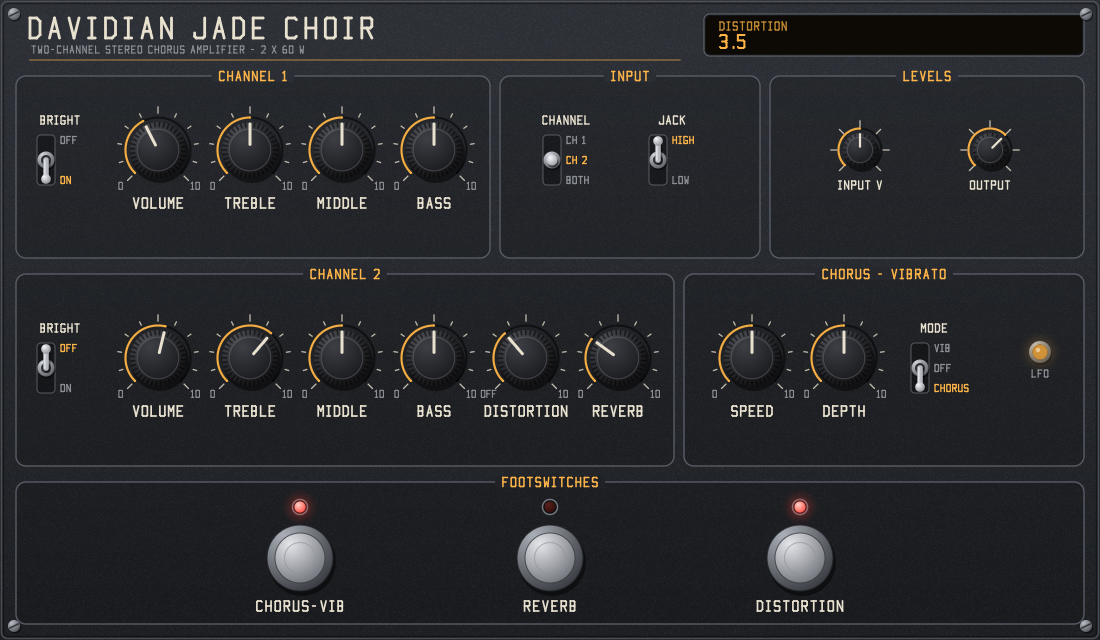 DAVIDIAN JADE CHOIR
TWO-CHANNEL STEREO CHORUS AMPLIFIER - 2 X 60 W
DISTORTION
3.5
CHANNEL 1
INPUT
LEVELS
BRIGHT
OFF
ON
0 10
VOLUME
0 10
TREBLE
0 10
MIDDLE
0 10
BASS
CHANNEL
CH 1
CH 2
BOTH
JACK
HIGH
LOW
INPUT V
OUTPUT
CHANNEL 2
CHORUS - VIBRATO
BRIGHT
OFF
ON
0 10
VOLUME
0 10
TREBLE
0 10
MIDDLE
0 10
BASS
OFF 10
DISTORTION
0 10
REVERB
0 10
SPEED
0 10
DEPTH
MODE
VIB
OFF
CHORUS
LFO
FOOTSWITCHES
CHORUS-VIB
REVERB
DISTORTION